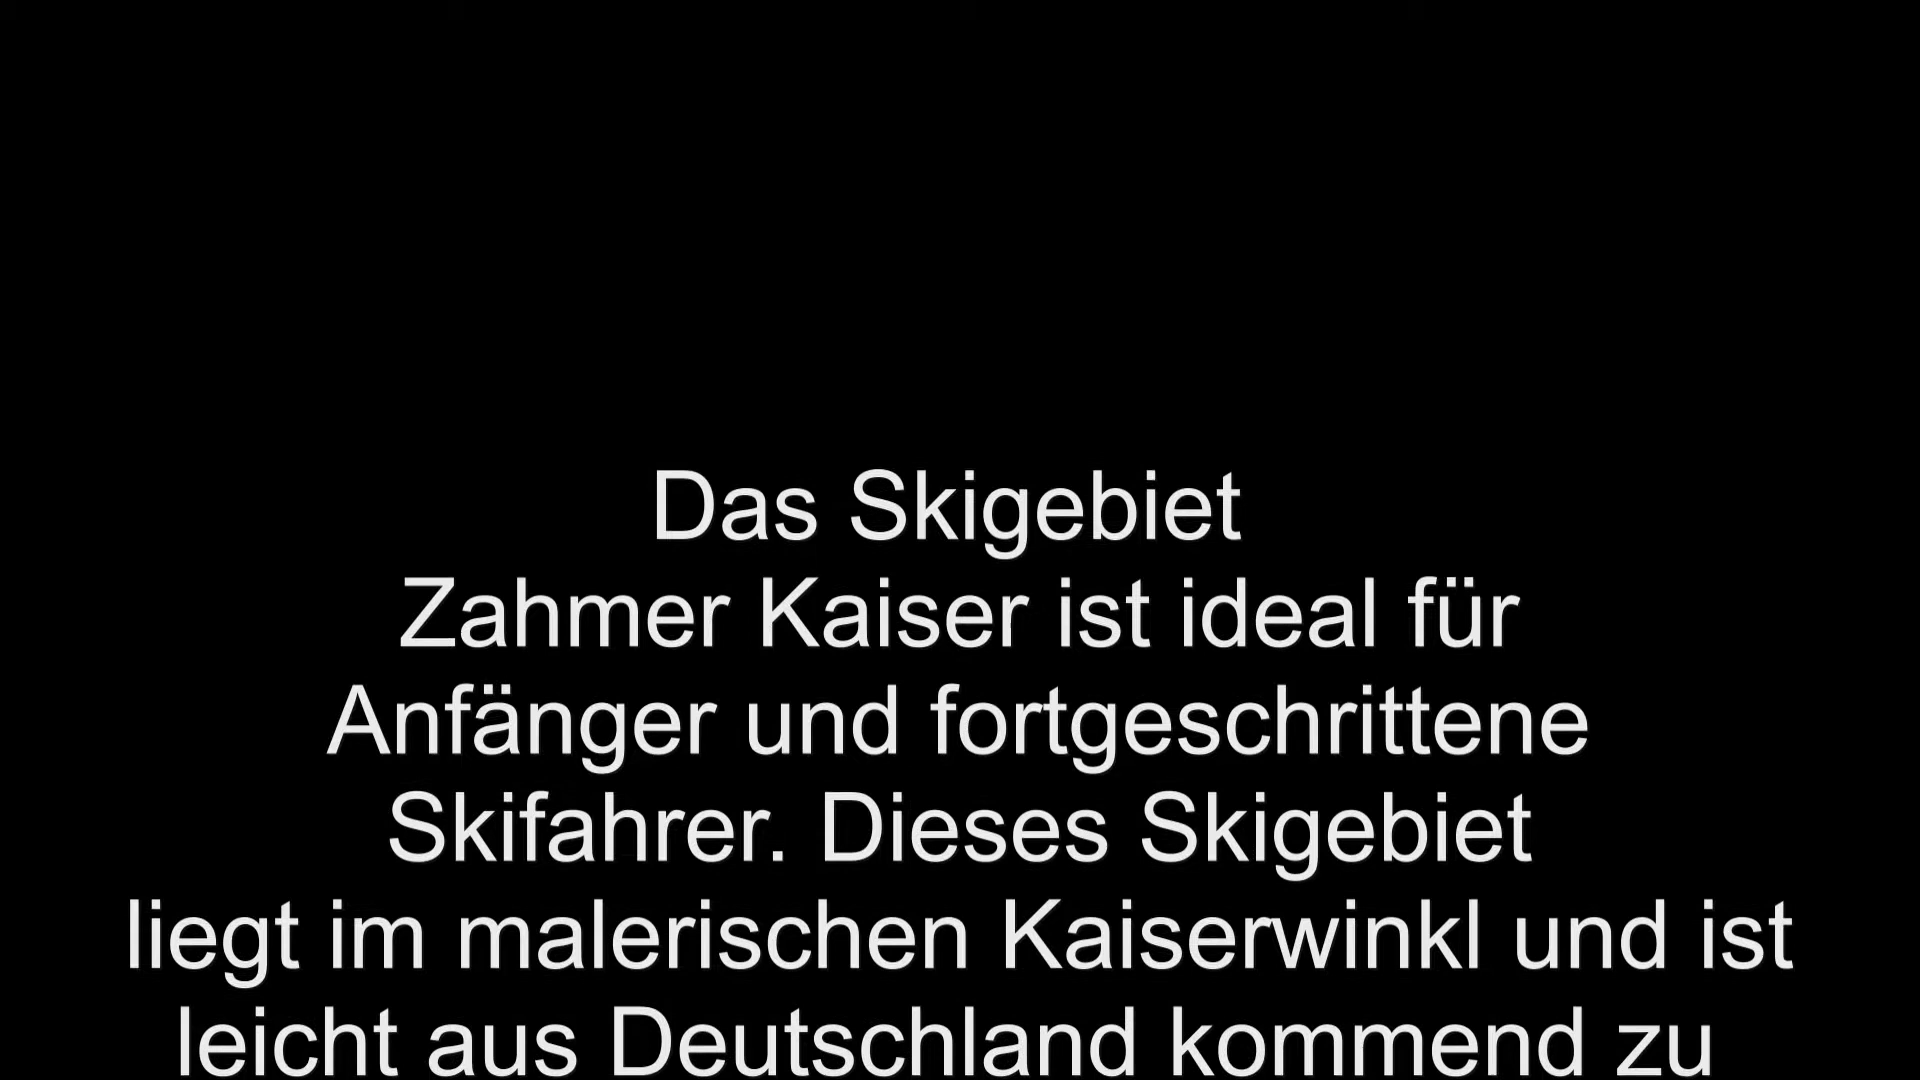 Das Skigebiet
Zahmer Kaiser ist ideal für
Anfänger und fortgeschrittene
Skifahrer. Dieses Skigebiet
liegt im malerischen Kaiserwinkl und ist
leicht aus Deutschland kommend zu